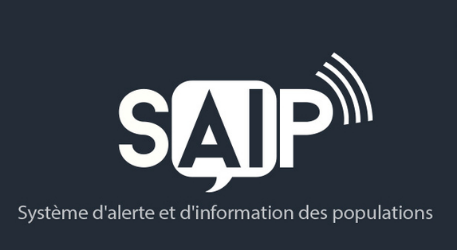 SAIP
Système d'alerte et d'information des populations